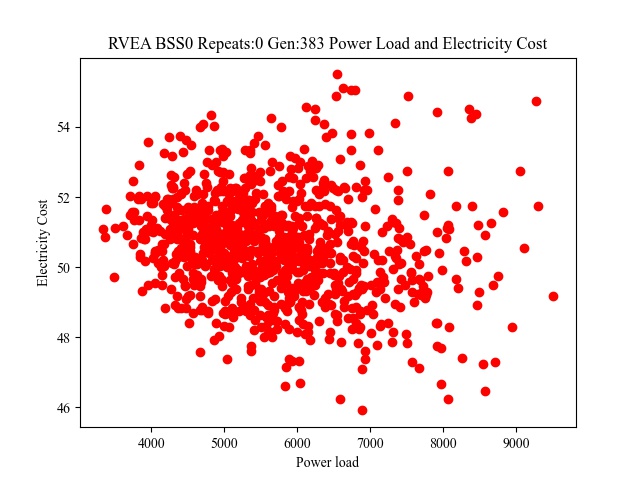 RVEA BSS0 Repeats:0 Gen:383 Power Load and Electricity Cost
54
52
50
48
46
Electricity Cost
4000 5000 6000 7000 8000 9000
Power load